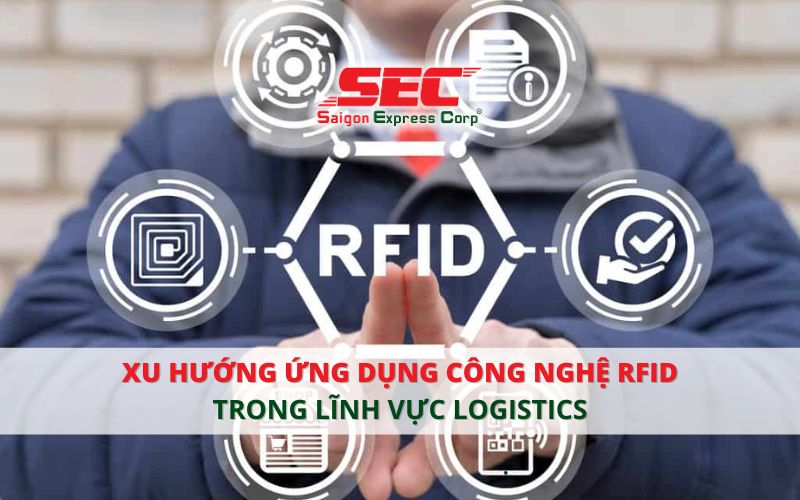 SEC
Saigon Express Corp®
RFID
XU HƯỚNG ỨNG DỤNG CÔNG NGHỆ RFID
TRONG LĨNH VỰC LOGISTICS